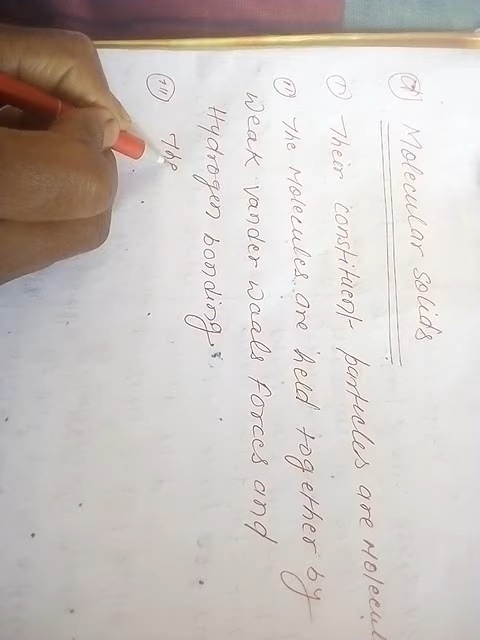 (A) Molecular solids
(i) Their constituent particles are Molecul
(ii) The Molecules are held together by
weak vander waals forces and
Hydrogen bonding.
(iii) The